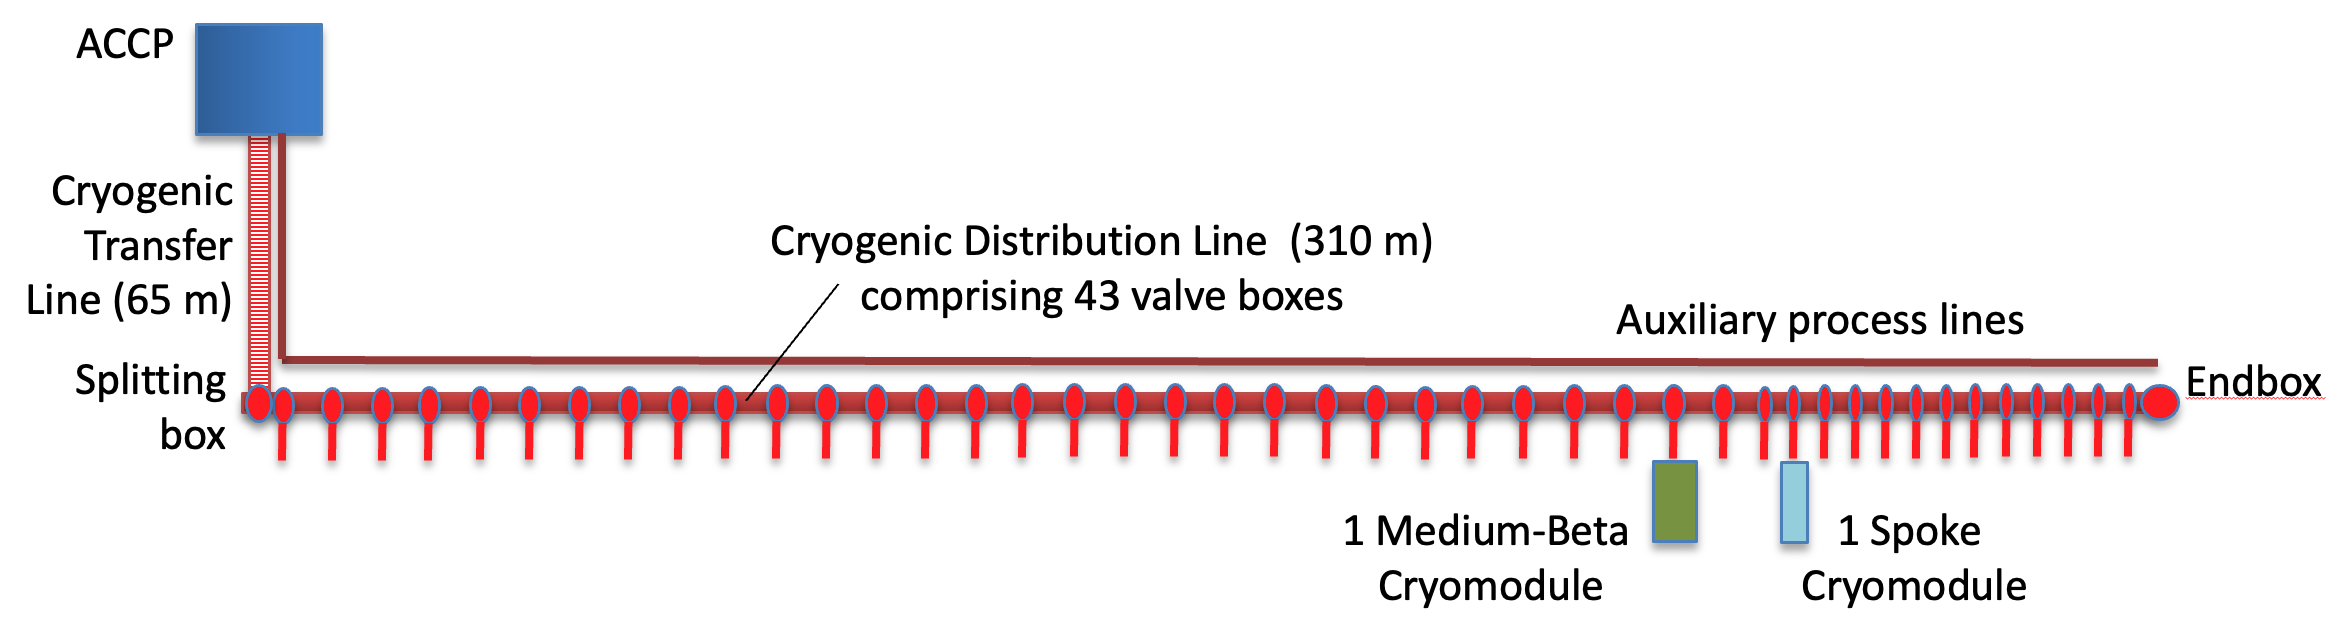 ACCP
Cryogenic
Transfer
Line (65 m)
Cryogenic Distribution Line (310 m)
comprising 43 valve boxes
Auxiliary process lines
Splitting
box
Endbox
1 Medium-Beta
Cryomodule
1 Spoke
Cryomodule